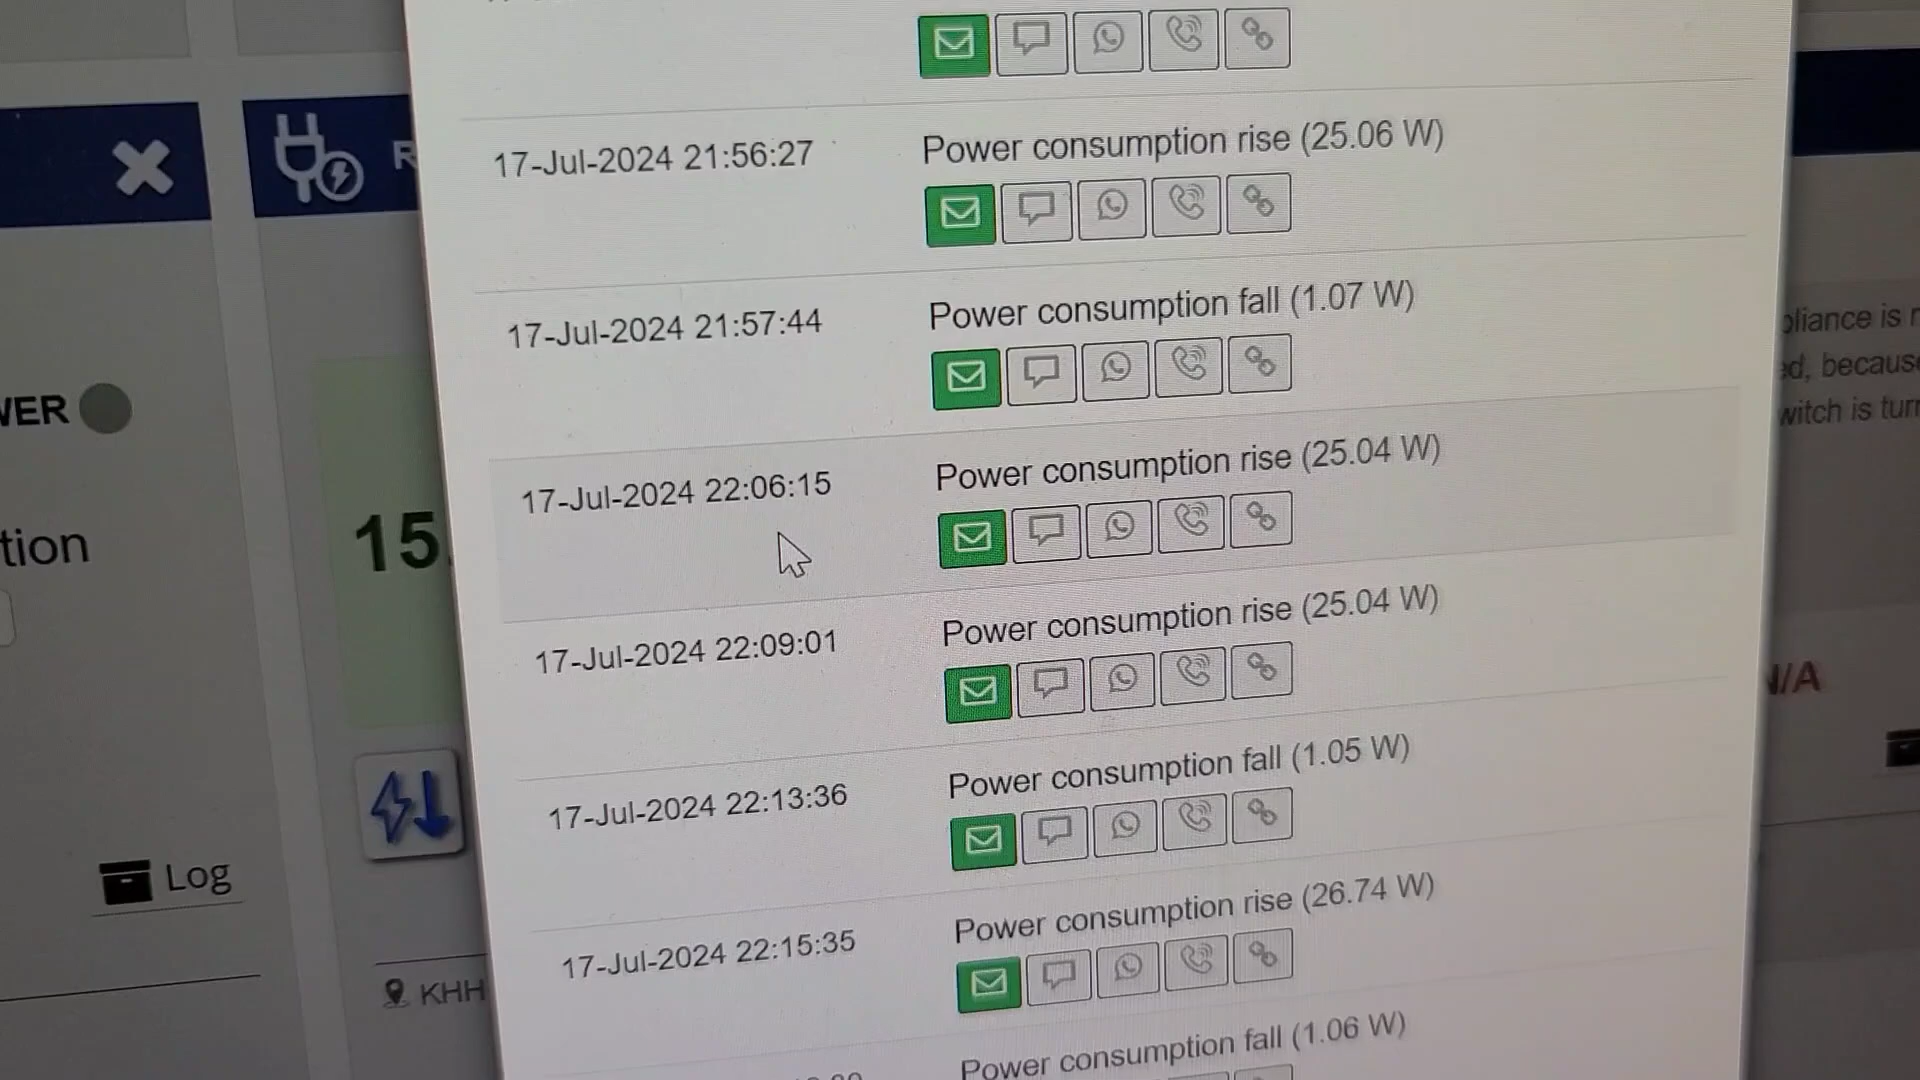 17-Jul-2024 21:56:27
Power consumption rise (25.06 W)
17-Jul-2024 21:57:44
Power consumption fall (1.07 W)
17-Jul-2024 22:06:15
Power consumption rise (25.04 W)
17-Jul-2024 22:09:01
Power consumption rise (25.04 W)
17-Jul-2024 22:13:36
Power consumption fall (1.05 W)
17-Jul-2024 22:15:35
Power consumption rise (26.74 W)
Power consumption fall (1.06 W)
R
WER
tion
15.
Log
KHH
pliance is
ed, because
witch is turn
N/A